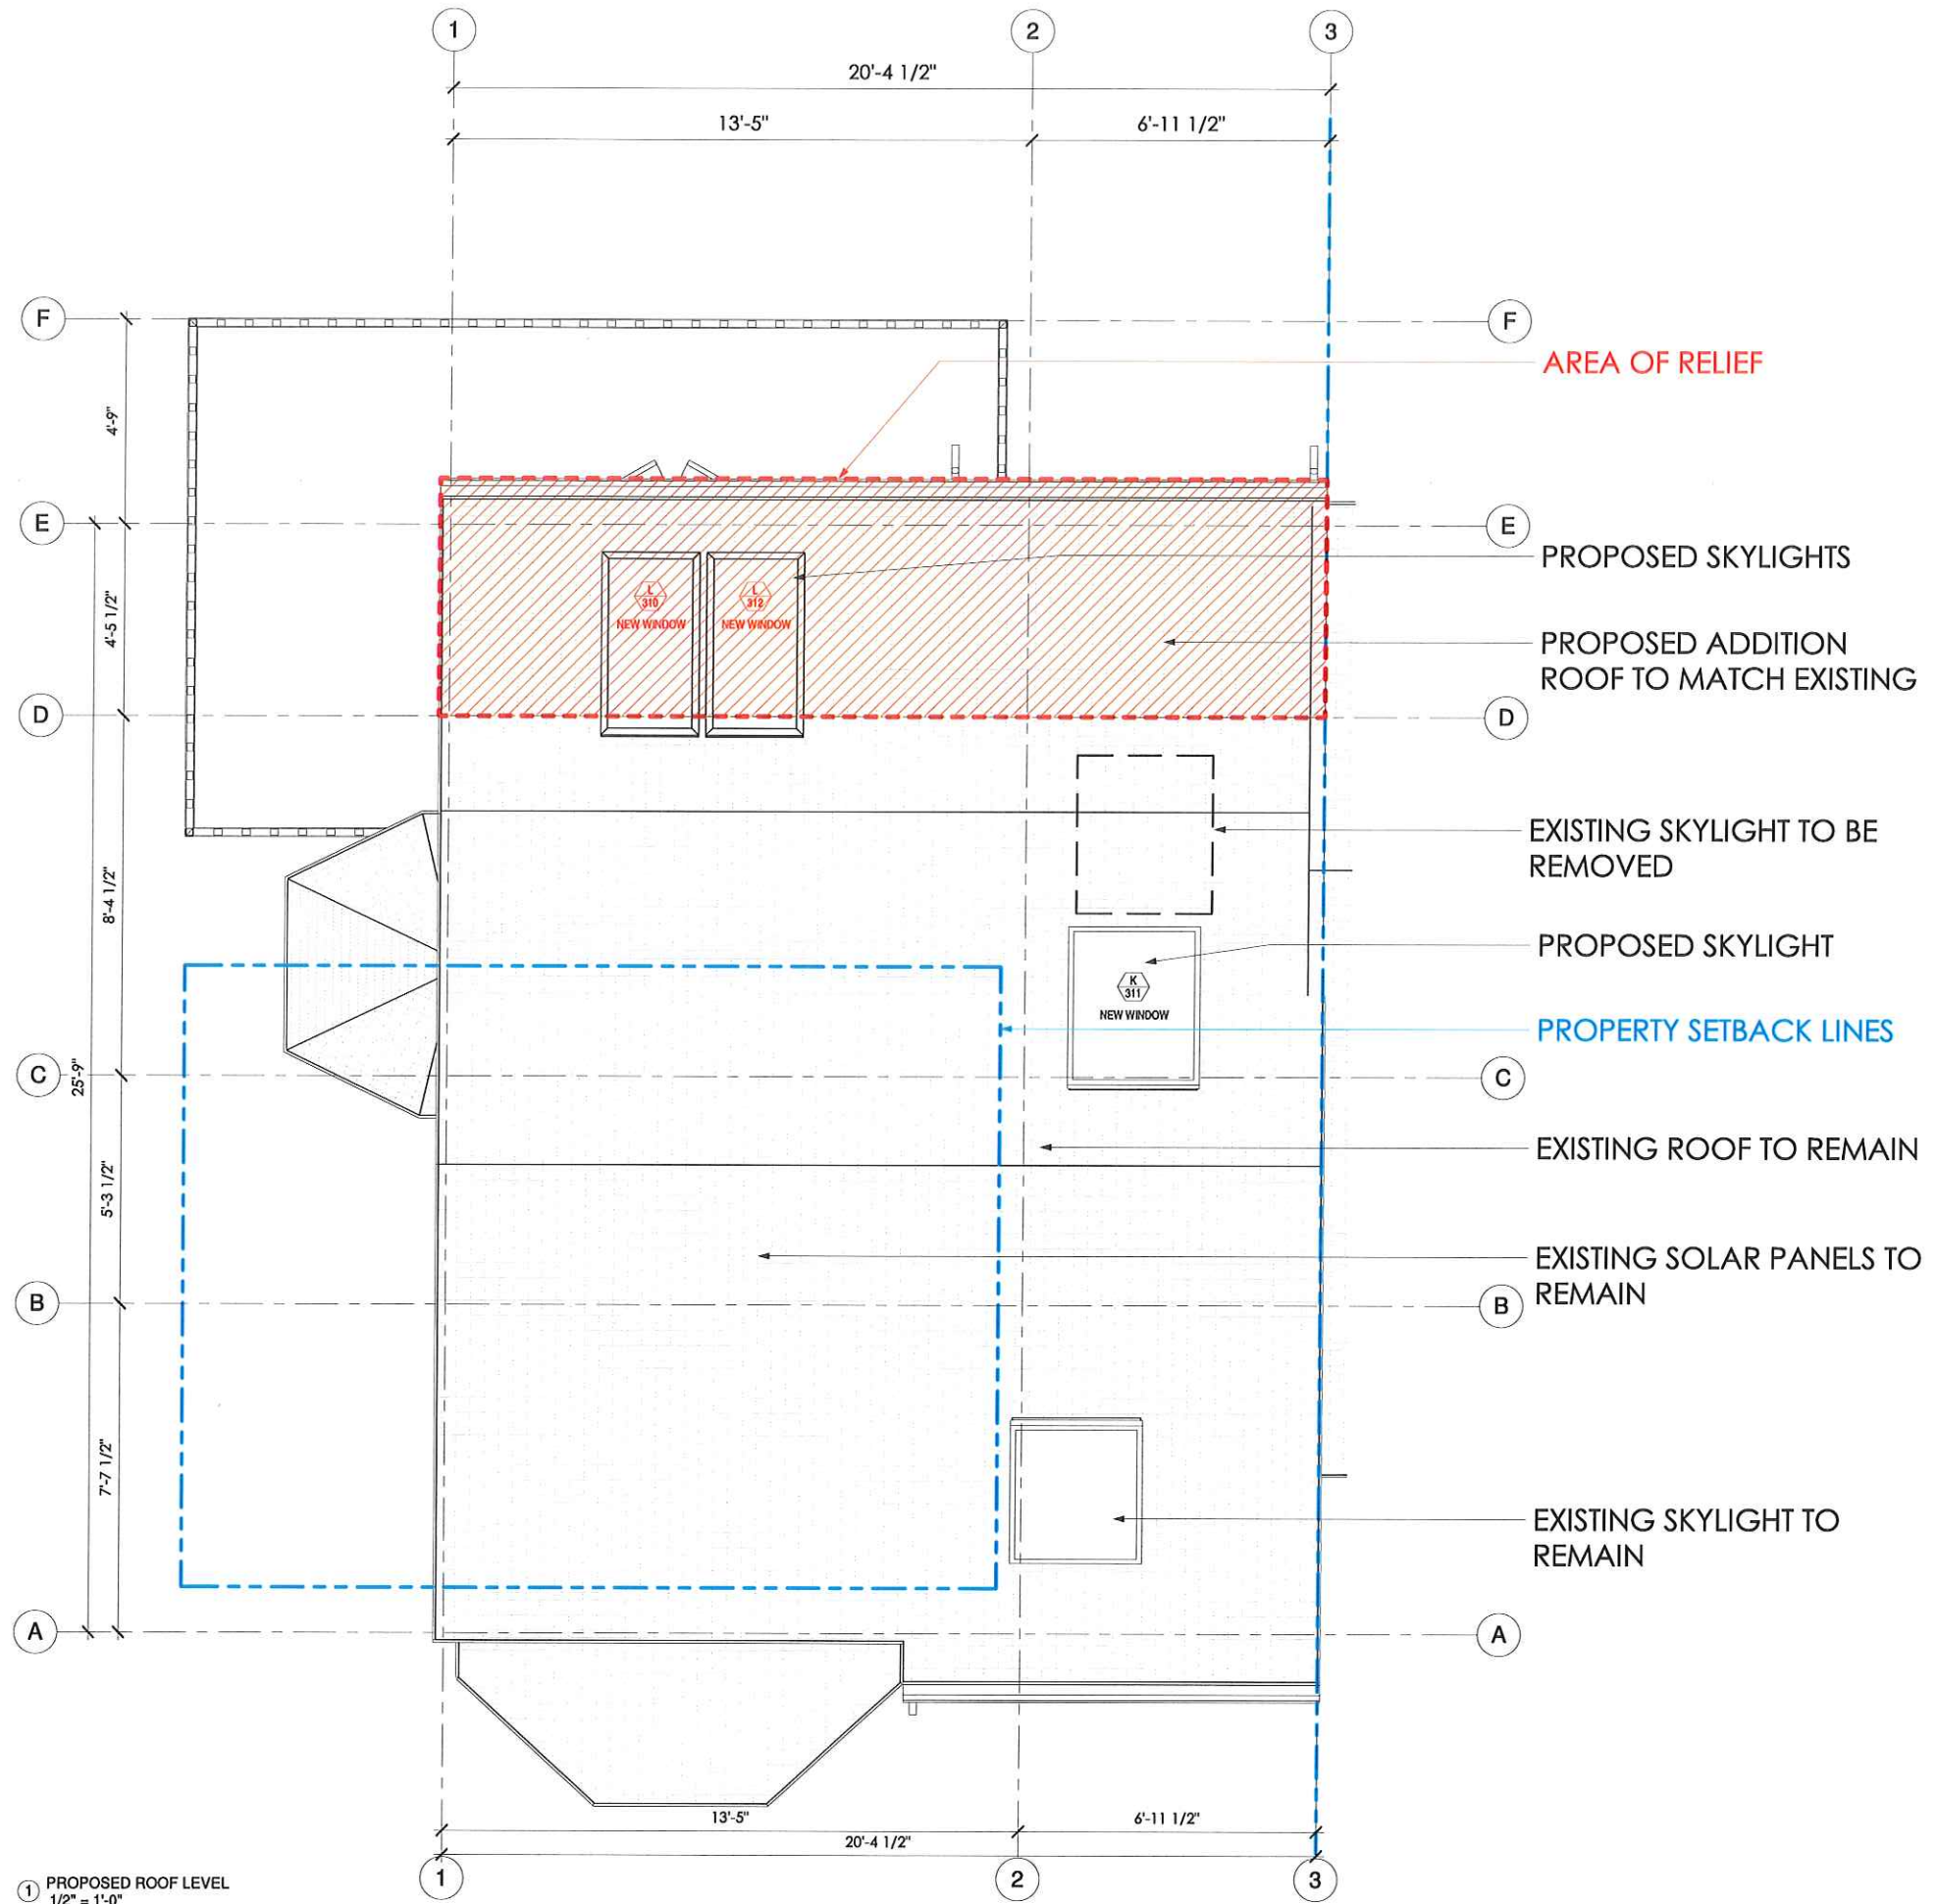 1
2
3
20'-4 1/2"
13'-5"
6'-11 1/2"
F
F
AREA OF RELIEF
4'-9"
E
E
PROPOSED SKYLIGHTS
L
310
NEW WINDOW
L
312
NEW WINDOW
4'-5 1/2"
PROPOSED ADDITION
ROOF TO MATCH EXISTING
D
D
EXISTING SKYLIGHT TO BE
REMOVED
8'-4 1/2"
PROPOSED SKYLIGHT
K
311
NEW WINDOW
PROPERTY SETBACK LINES
C
25'-9"
C
EXISTING ROOF TO REMAIN
5'-3 1/2"
EXISTING SOLAR PANELS TO
REMAIN
B
B
7'-7 1/2"
EXISTING SKYLIGHT TO
REMAIN
A
A
13'-5"
6'-11 1/2"
20'-4 1/2"
1
2
3
1 PROPOSED ROOF LEVEL
1/2" = 1'-0"